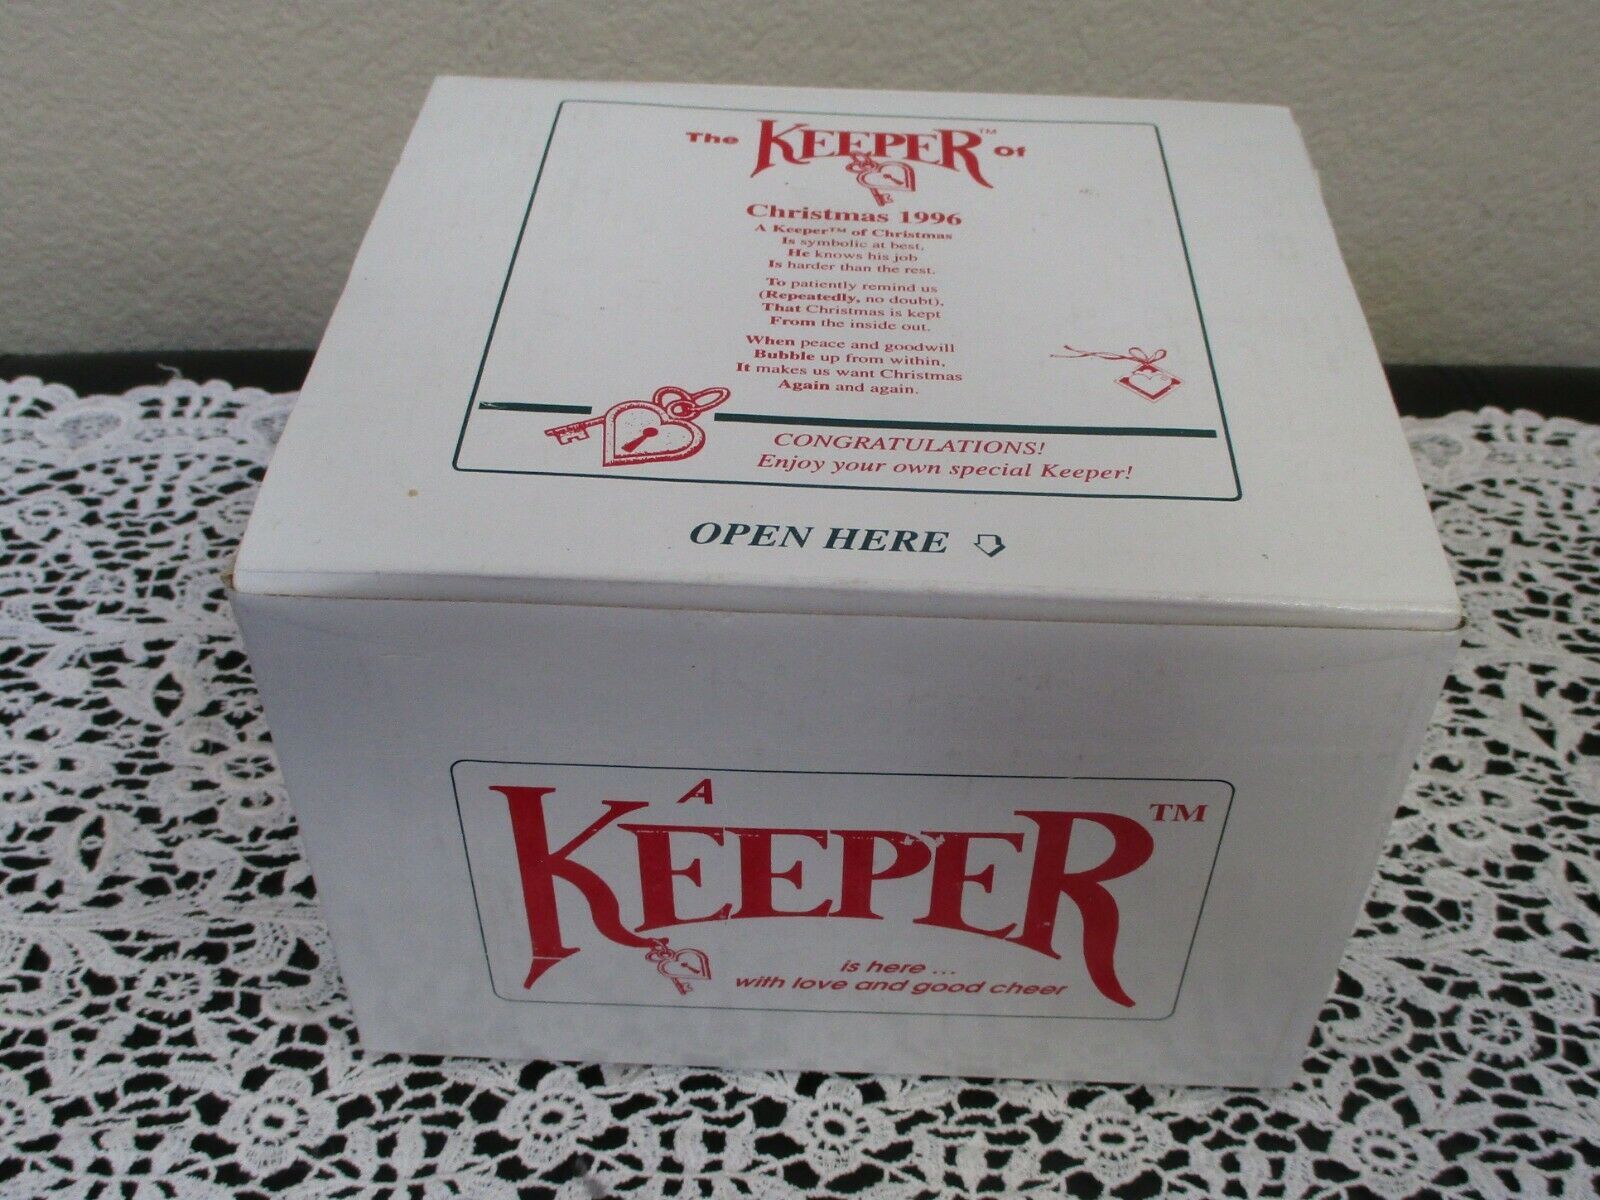 The KEEPER™ Of
Christmas 1996
A Keeper™ of Christmas
Is symbolic at best,
He knows his job
Is harder than the rest.
To patiently remind us
(Repeatedly, no doubt),
That Christmas is kept
From the inside out.
When peace and goodwill
Bubble up from within,
It makes us want Christmas
Again and again.
CONGRATULATIONS!
Enjoy your own special Keeper!
OPEN HERE
A
KEEPER™
is here ...
with love and good cheer